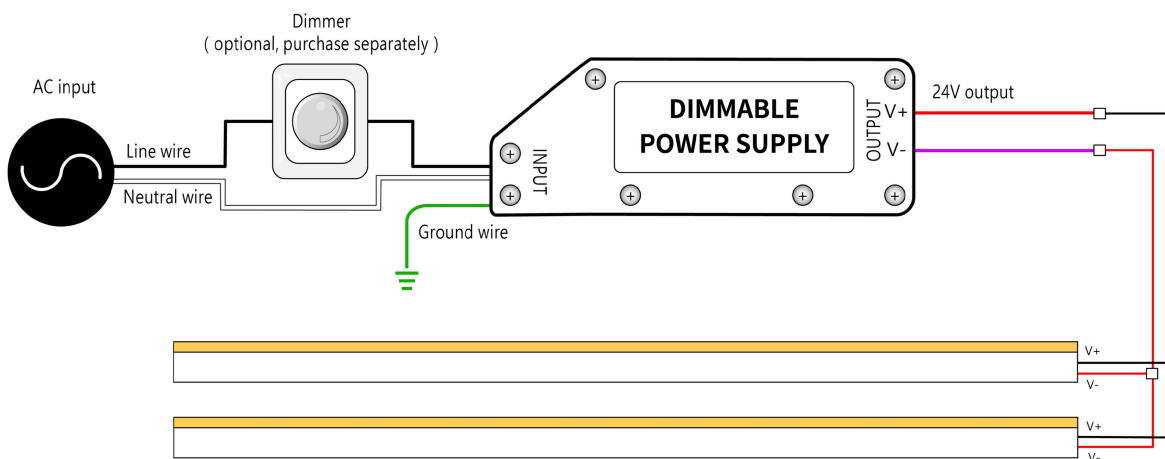 Dimmer
( optional, purchase separately )
AC input
Line wire
Neutral wire
Ground wire
INPUT
DIMMABLE
POWER SUPPLY
OUTPUT
V+
V-
24V output
V+
V-
V+
V-